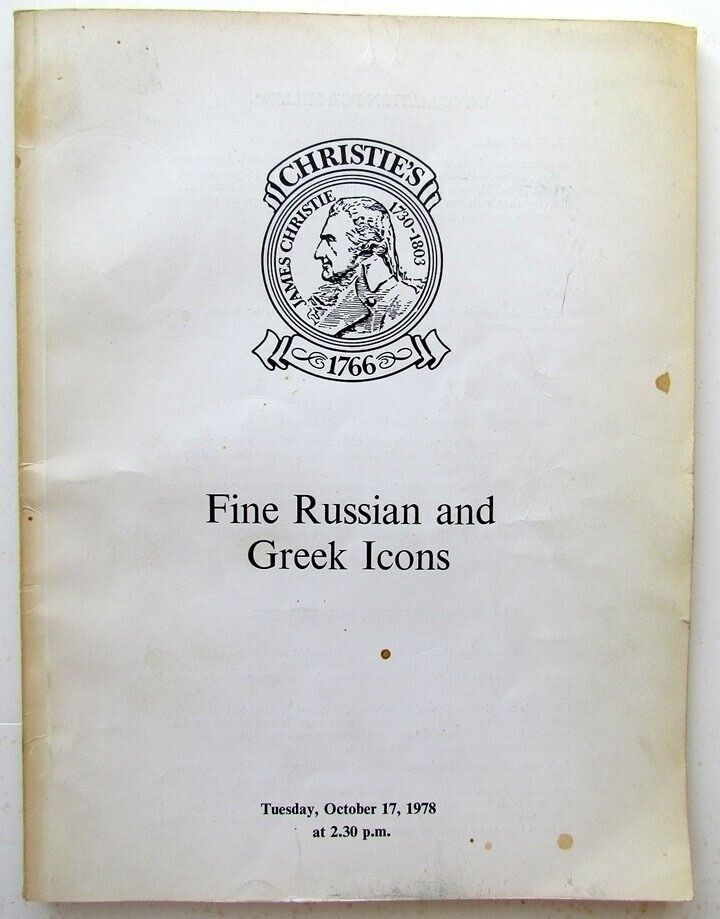 CHRISTIE'S
JAMES CHRISTIE 1730-1803
1766
Fine Russian and
Greek Icons
Tuesday, October 17, 1978
at 2.30 p.m.